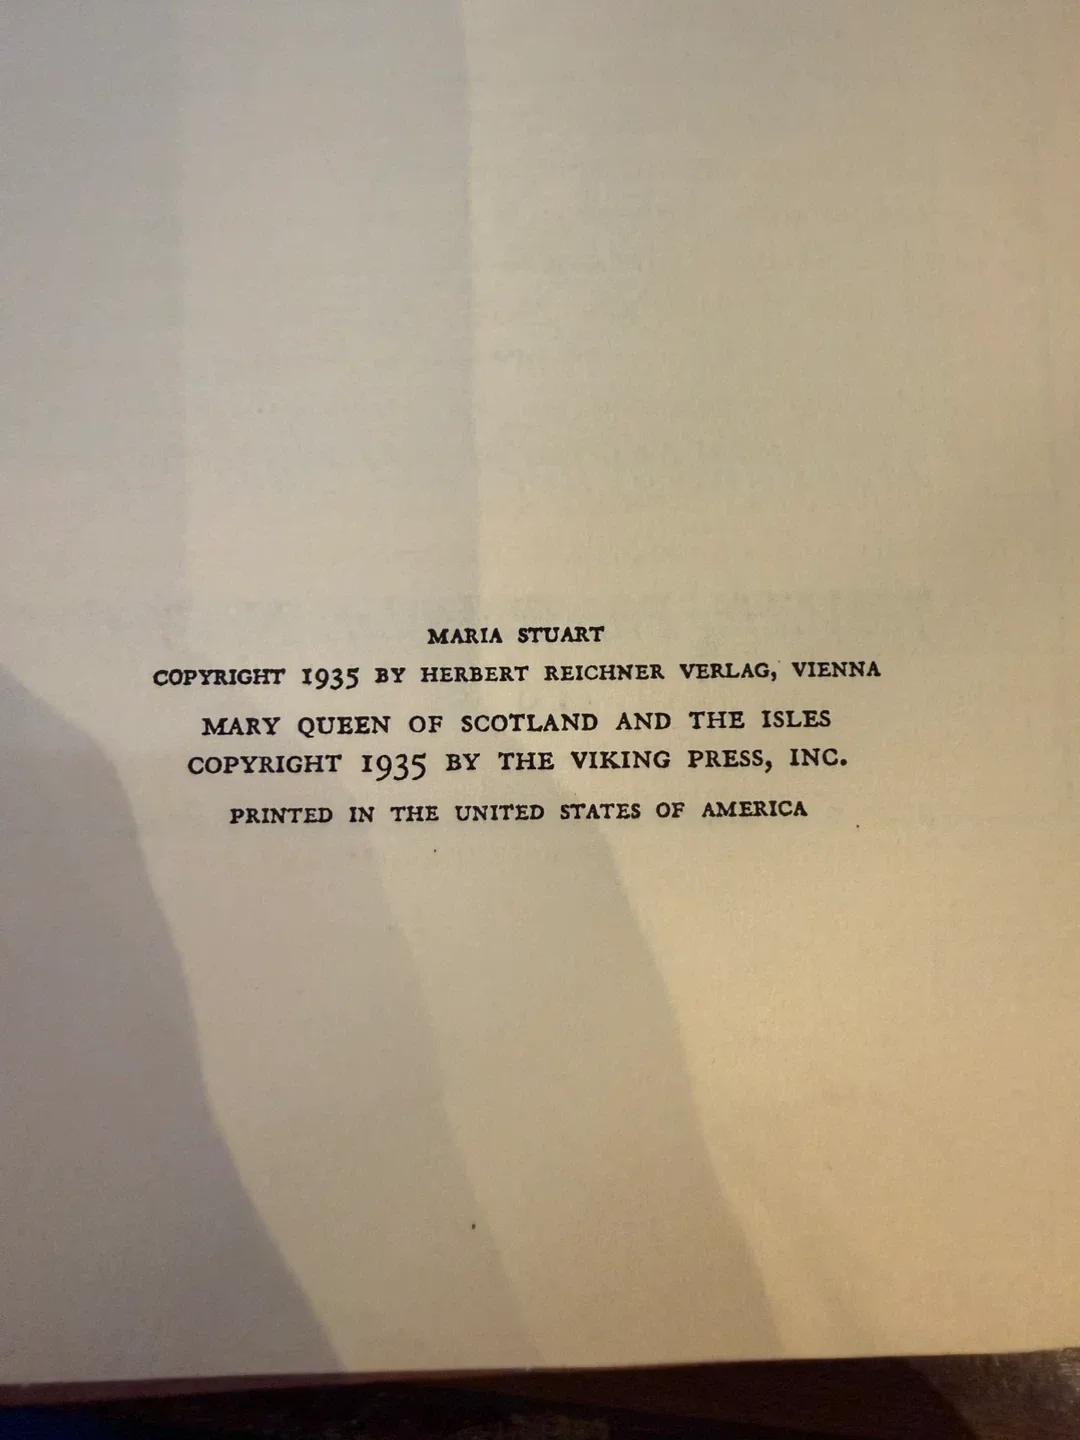 MARIA STUART
COPYRIGHT 1935 BY HERBERT REICHNER VERLAG, VIENNA
MARY QUEEN OF SCOTLAND AND THE ISLES
COPYRIGHT 1935 BY THE VIKING PRESS, INC.
PRINTED IN THE UNITED STATES OF AMERICA